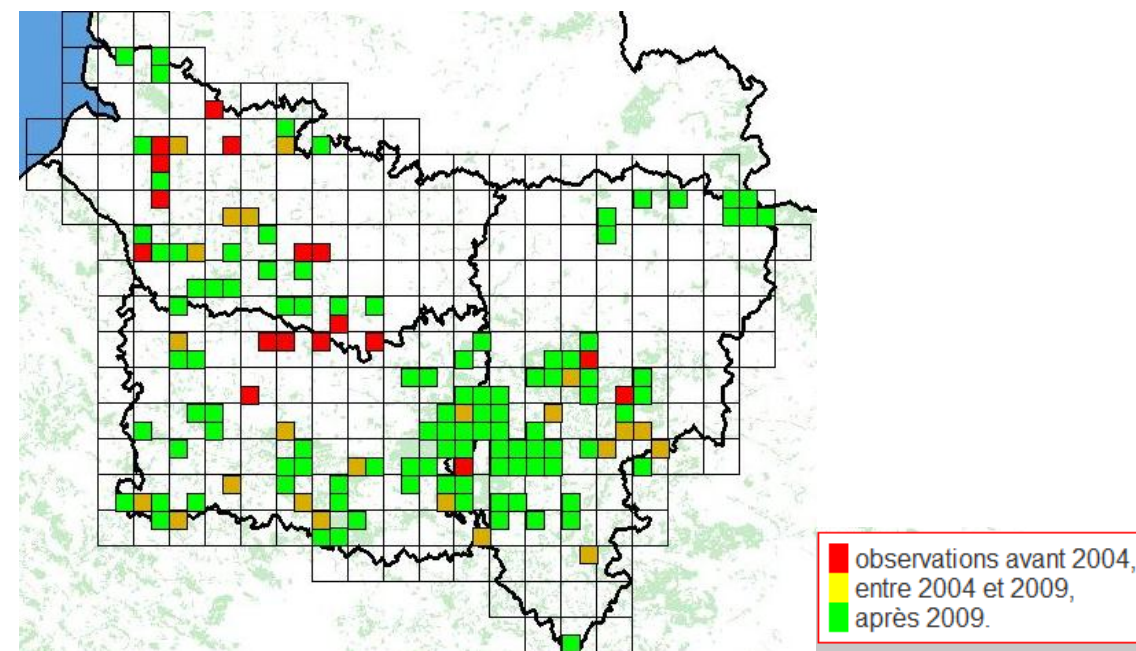 observations avant 2004,
entre 2004 et 2009,
après 2009.